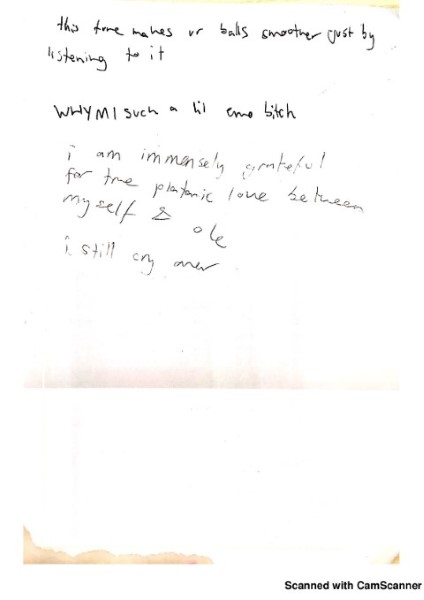 this tune makes ur balls smoother just by
listening to it
WHY M I such a lil emo bitch
i am immensely grateful
for the platonic love between
myself & ole
i still cry over
Scanned with CamScanner